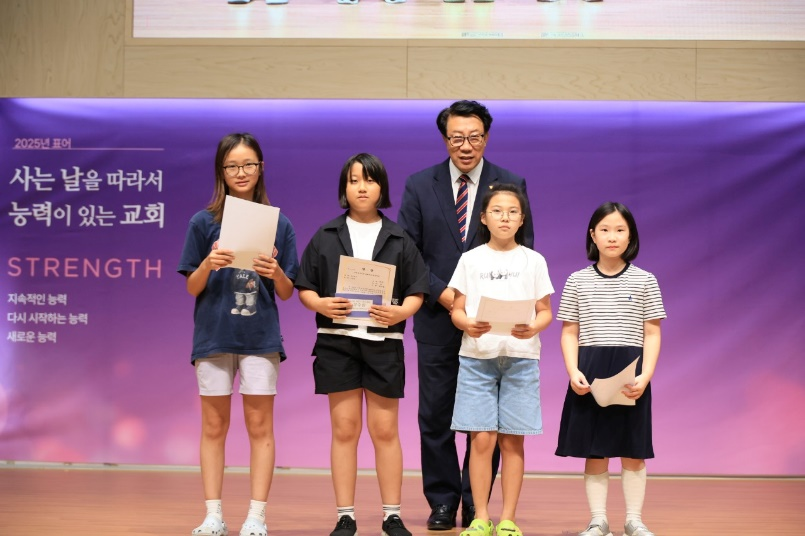 2025년 표어
사는 날을 따라서
능력이 있는 교회
STRENGTH
지속적인 능력
다시 시작하는 능력
새로운 능력